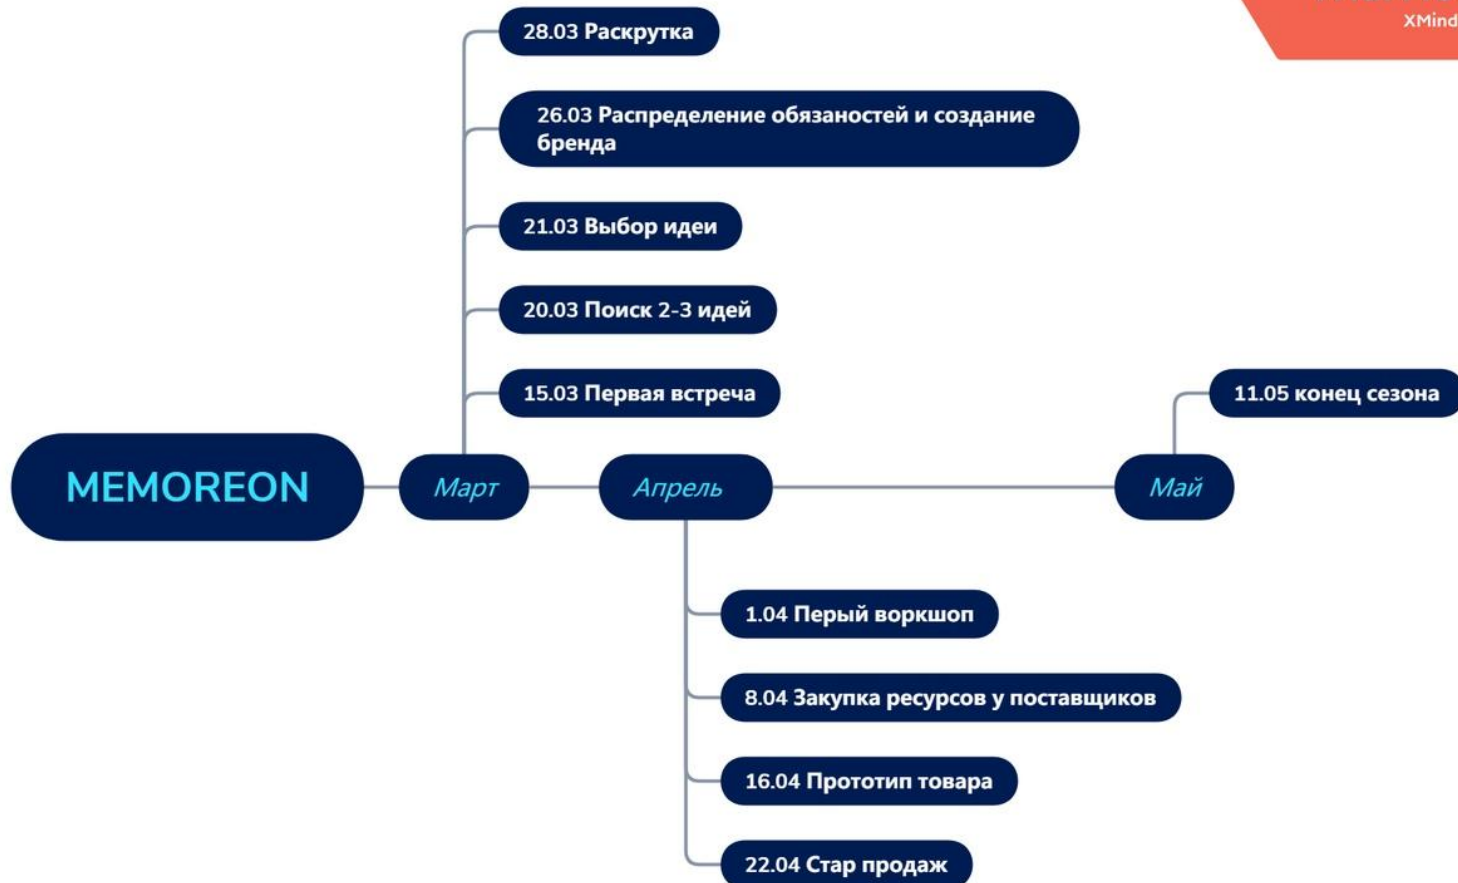 XMind
28.03 Раскрутка
26.03 Распределение обязаностей и создание
бренда
21.03 Выбор идеи
20.03 Поиск 2-3 идей
15.03 Первая встреча
11.05 конец сезона
MEMOREON
Март
Апрель
Май
1.04 Перый воркшоп
8.04 Закупка ресурсов у поставщиков
16.04 Прототип товара
22.04 Стар продаж